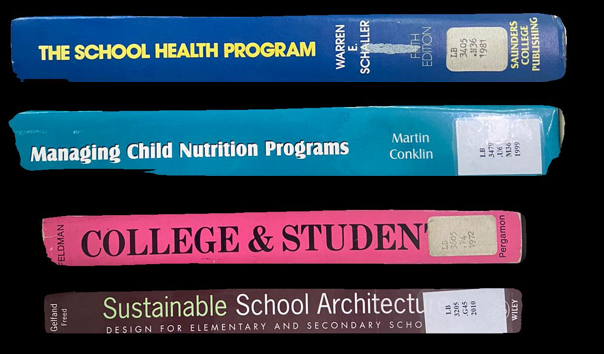 THE SCHOOL HEALTH PROGRAM
WARREN
E.
SCHALLER
FIFTH
EDITION
LB
3405
1981
SAUNDERS
COLLEGE
PUBLISHING
Managing Child Nutrition Programs
Martin
Conklin
LB
3479
.U6
M36
1999
FELDMAN
COLLEGE & STUDENT
LB
3605
.F4
1972
Pergamon
Gelfand
Freed
Sustainable School Architectu
DESIGN FOR ELEMENTARY AND SECONDARY SCHO
LB
3205
.G45
2010
WILEY